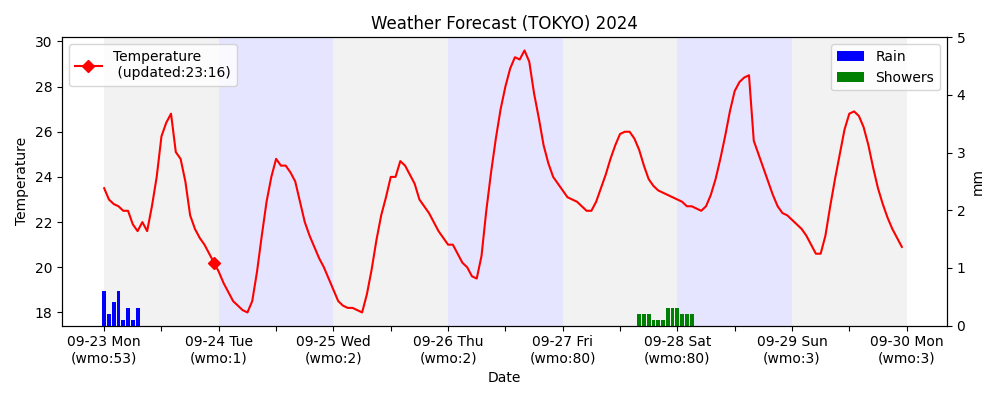 Weather Forecast (TOKYO) 2024
Temperature
(updated:23:16)
Rain
Showers
30
28
26
24
22
20
18
Temperature
5
4
3
2
1
0
mm
09-23 Mon
(wmo:53)
09-24 Tue
(wmo:1)
09-25 Wed
(wmo:2)
09-26 Thu
(wmo:2)
09-27 Fri
(wmo:80)
09-28 Sat
(wmo:80)
09-29 Sun
(wmo:3)
09-30 Mon
(wmo:3)
Date